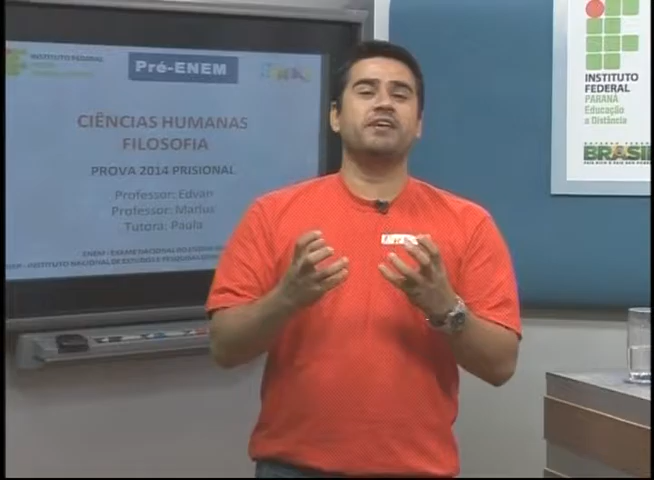 INSTITUTO FEDERAL
Pré-ENEM
CIÊNCIAS HUMANAS
FILOSOFIA
PROVA 2014 PRISIONAL
Professor: Edvan
Professor: Marlus
Tutora: Paula
INSTITUTO
FEDERAL
PARANÁ
Educação
a Distância
BRASIL